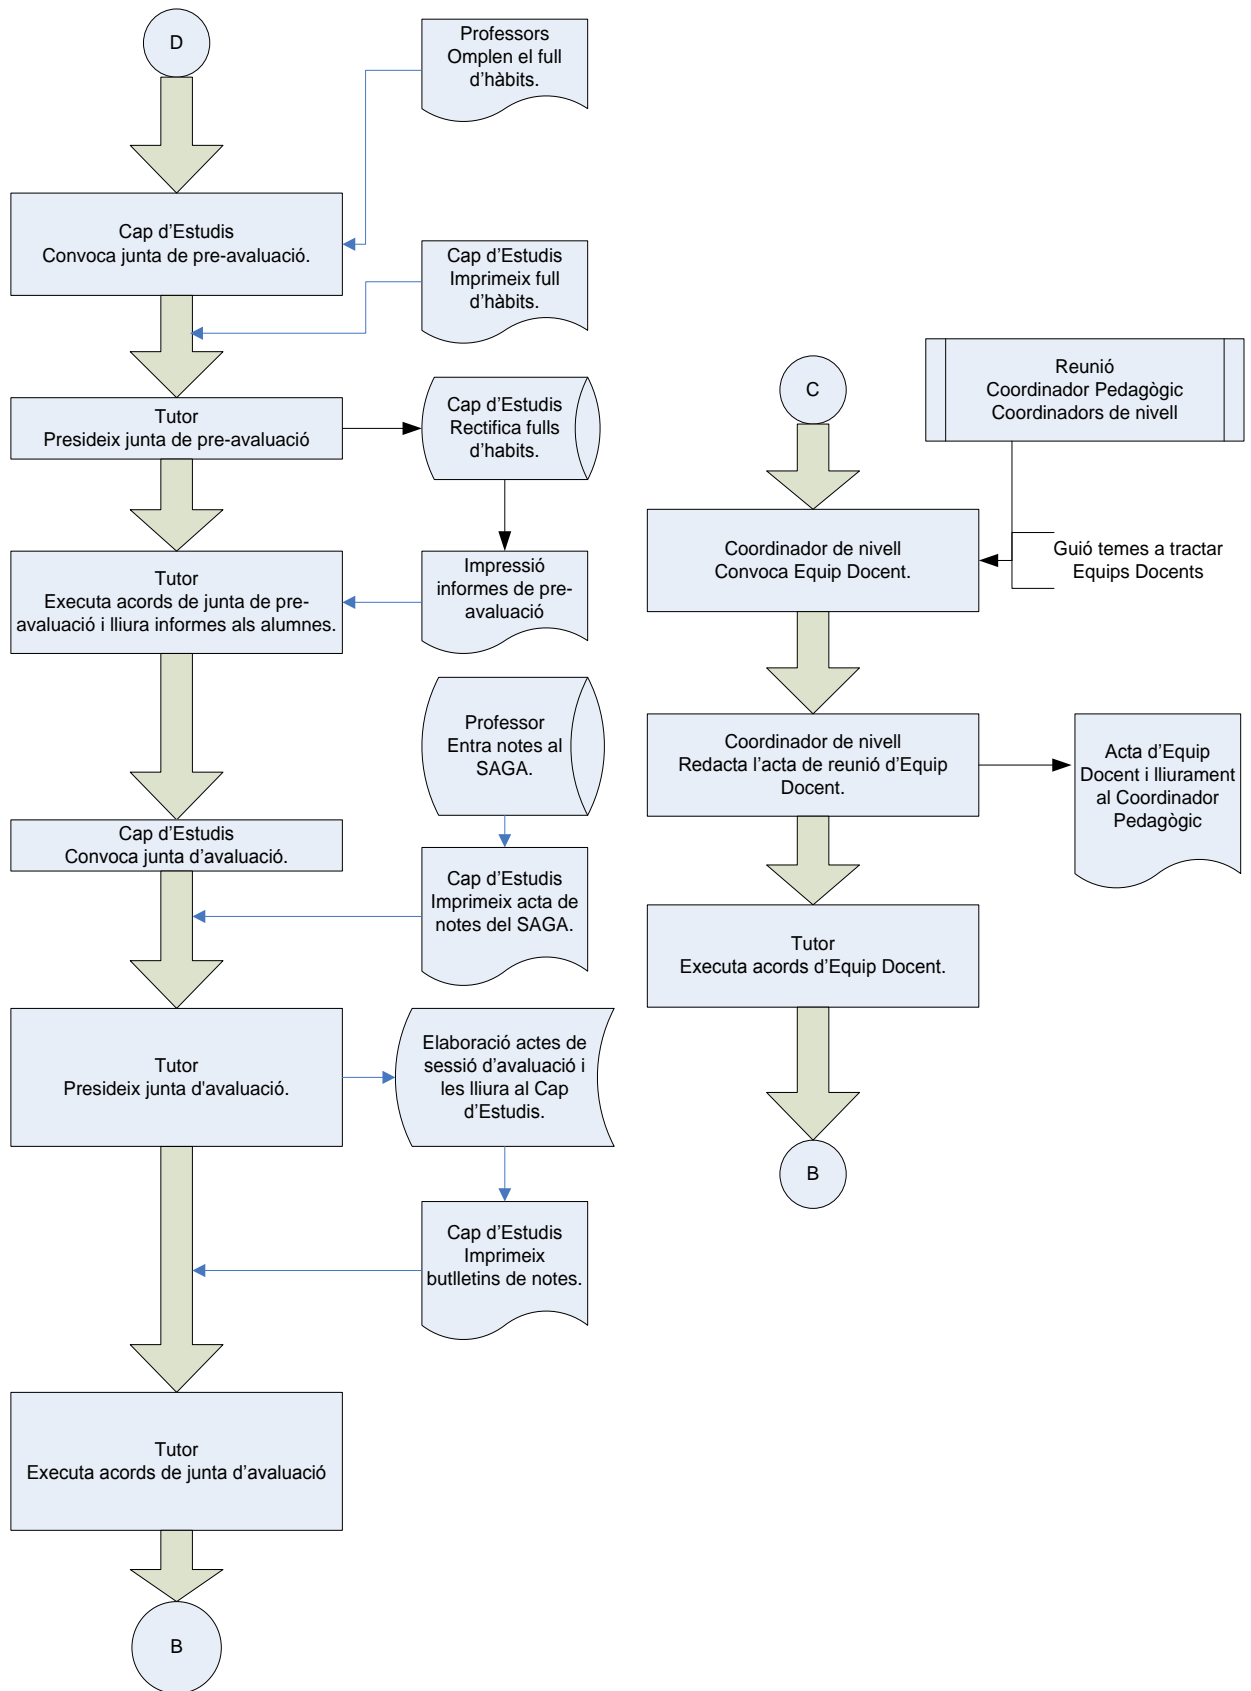 D
Professors
Omplen el full
d’hàbits.
Cap d’Estudis
Convoca junta de pre-avaluació.
Cap d’Estudis
Imprimeix full
d’hàbits.
Tutor
Presideix junta de pre-avaluació
Cap d’Estudis
Rectifica fulls
d’habits.
Tutor
Executa acords de junta de pre-
avaluació i lliura informes als alumnes.
Impressió
informes de pre-
avaluació
Professor
Entra notes al
SAGA.
Cap d’Estudis
Convoca junta d’avaluació.
Cap d’Estudis
Imprimeix acta de
notes del SAGA.
Tutor
Presideix junta d'avaluació.
Elaboració actes de
sessió d’avaluació i
les lliura al Cap
d’Estudis.
Cap d’Estudis
Imprimeix
butlletins de notes.
Tutor
Executa acords de junta d’avaluació
B
C
Reunió
Coordinador Pedagògic
Coordinadors de nivell
Coordinador de nivell
Convoca Equip Docent.
Guió temes a tractar
Equips Docents
Coordinador de nivell
Redacta l’acta de reunió d’Equip
Docent.
Acta d’Equip
Docent i lliurament
al Coordinador
Pedagògic
Tutor
Executa acords d’Equip Docent.
B